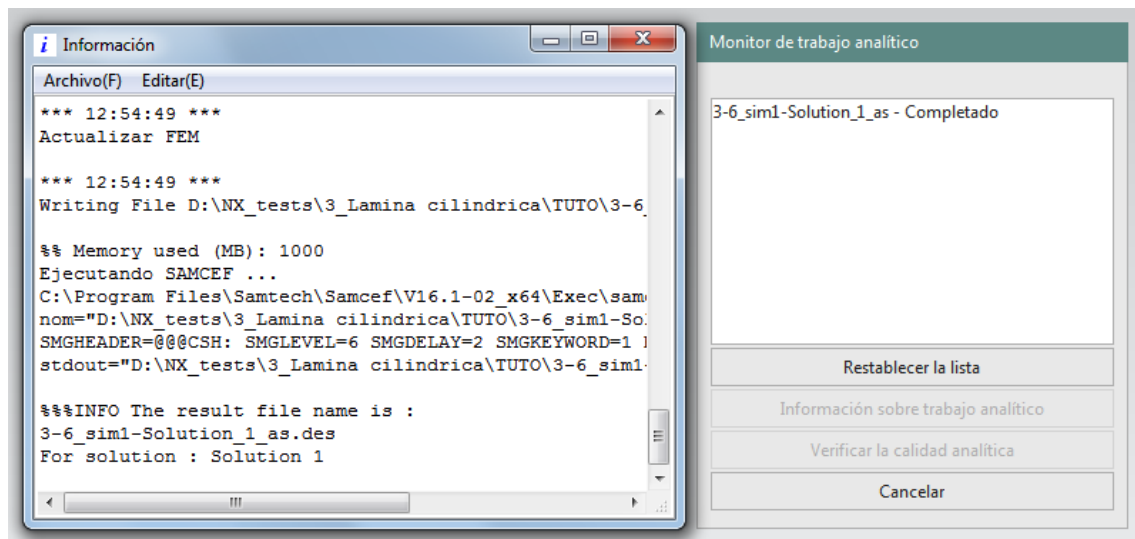 i Información
Archivo(F) Editar(E)
*** 12:54:49 ***
Actualizar FEM
*** 12:54:49 ***
Writing File D:\NX_tests\3_Lamina cilindrica\TUTO\3-6_
%% Memory used (MB): 1000
Ejecutando SAMCEF ...
C:\Program Files\Samtech\Samcef\V16.1-02_x64\Exec\sam
nom="D:\NX_tests\3_Lamina cilindrica\TUTO\3-6_sim1-So
SMGHEADER=@@@CSH: SMGLEVEL=6 SMGDELAY=2 SMGKEYWORD=1
stdout="D:\NX_tests\3_Lamina cilindrica\TUTO\3-6_sim1
%%%INFO The result file name is :
3-6_sim1-Solution_1_as.des
For solution : Solution 1
Monitor de trabajo analítico
3-6_sim1-Solution_1_as - Completado
Restablecer la lista
Información sobre trabajo analítico
Verificar la calidad analítica
Cancelar